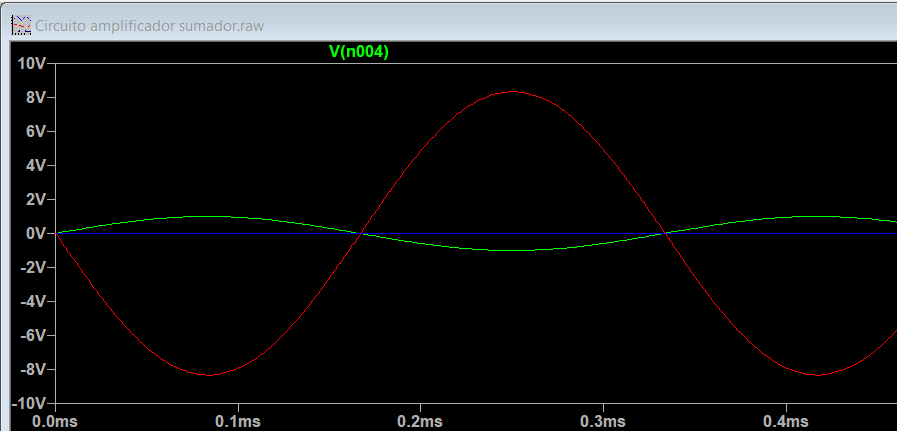 Circuito amplificador sumador.raw
V(n004)
10V
8V
6V
4V
2V
0V
-2V
-4V
-6V
-8V
-10V
0.0ms 0.1ms 0.2ms 0.3ms 0.4ms